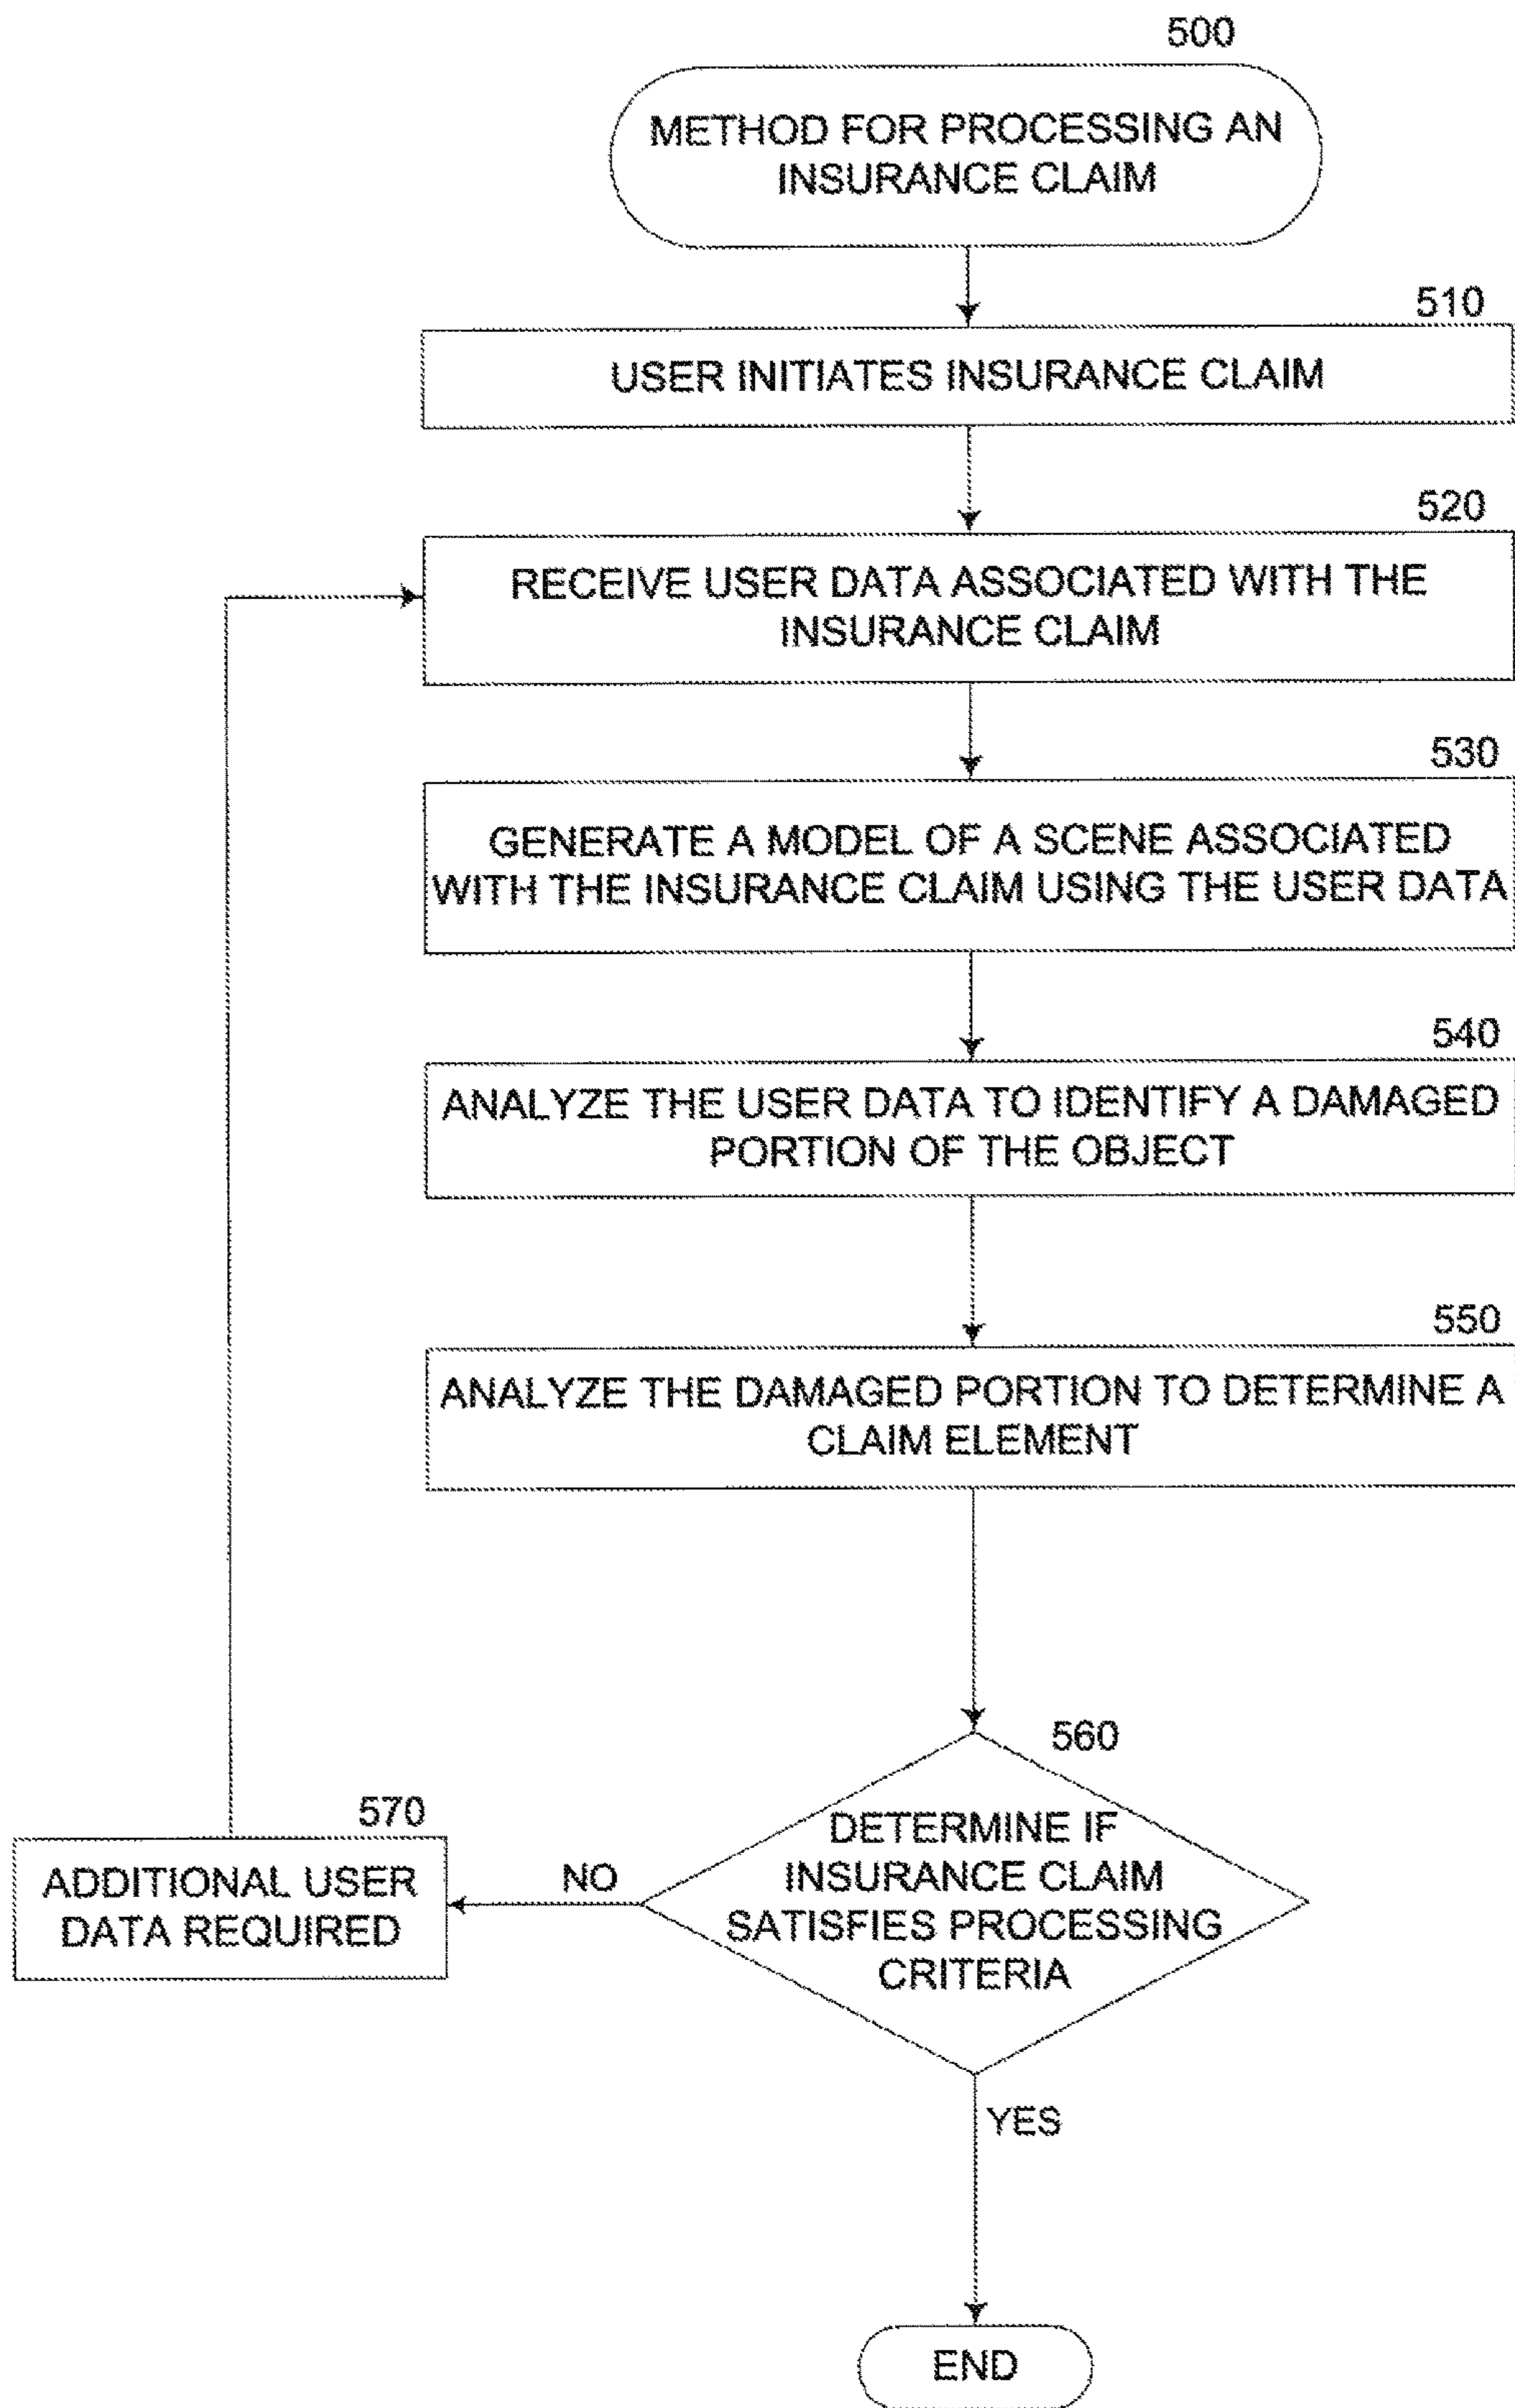 500
METHOD FOR PROCESSING AN
INSURANCE CLAIM
510
USER INITIATES INSURANCE CLAIM
520
RECEIVE USER DATA ASSOCIATED WITH THE
INSURANCE CLAIM
530
GENERATE A MODEL OF A SCENE ASSOCIATED
WITH THE INSURANCE CLAIM USING THE USER DATA
540
ANALYZE THE USER DATA TO IDENTIFY A DAMAGED
PORTION OF THE OBJECT
550
ANALYZE THE DAMAGED PORTION TO DETERMINE A
CLAIM ELEMENT
560
DETERMINE IF
INSURANCE CLAIM
SATISFIES PROCESSING
CRITERIA
NO
570
ADDITIONAL USER
DATA REQUIRED
YES
END